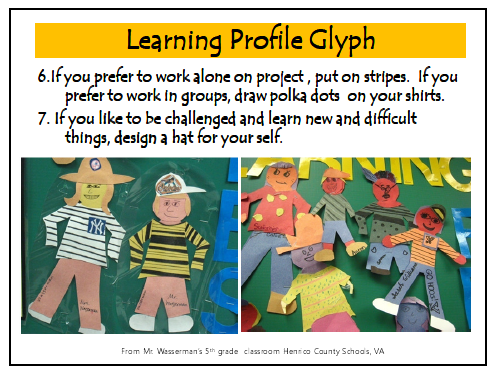 Learning Profile Glyph
6.If you prefer to work alone on project , put on stripes. If you
prefer to work in groups, draw polka dots on your shirts.
7. If you like to be challenged and learn new and difficult
things, design a hat for your self.
From Mr. Wasserman's 5th grade classroom Henrico County Schools, VA